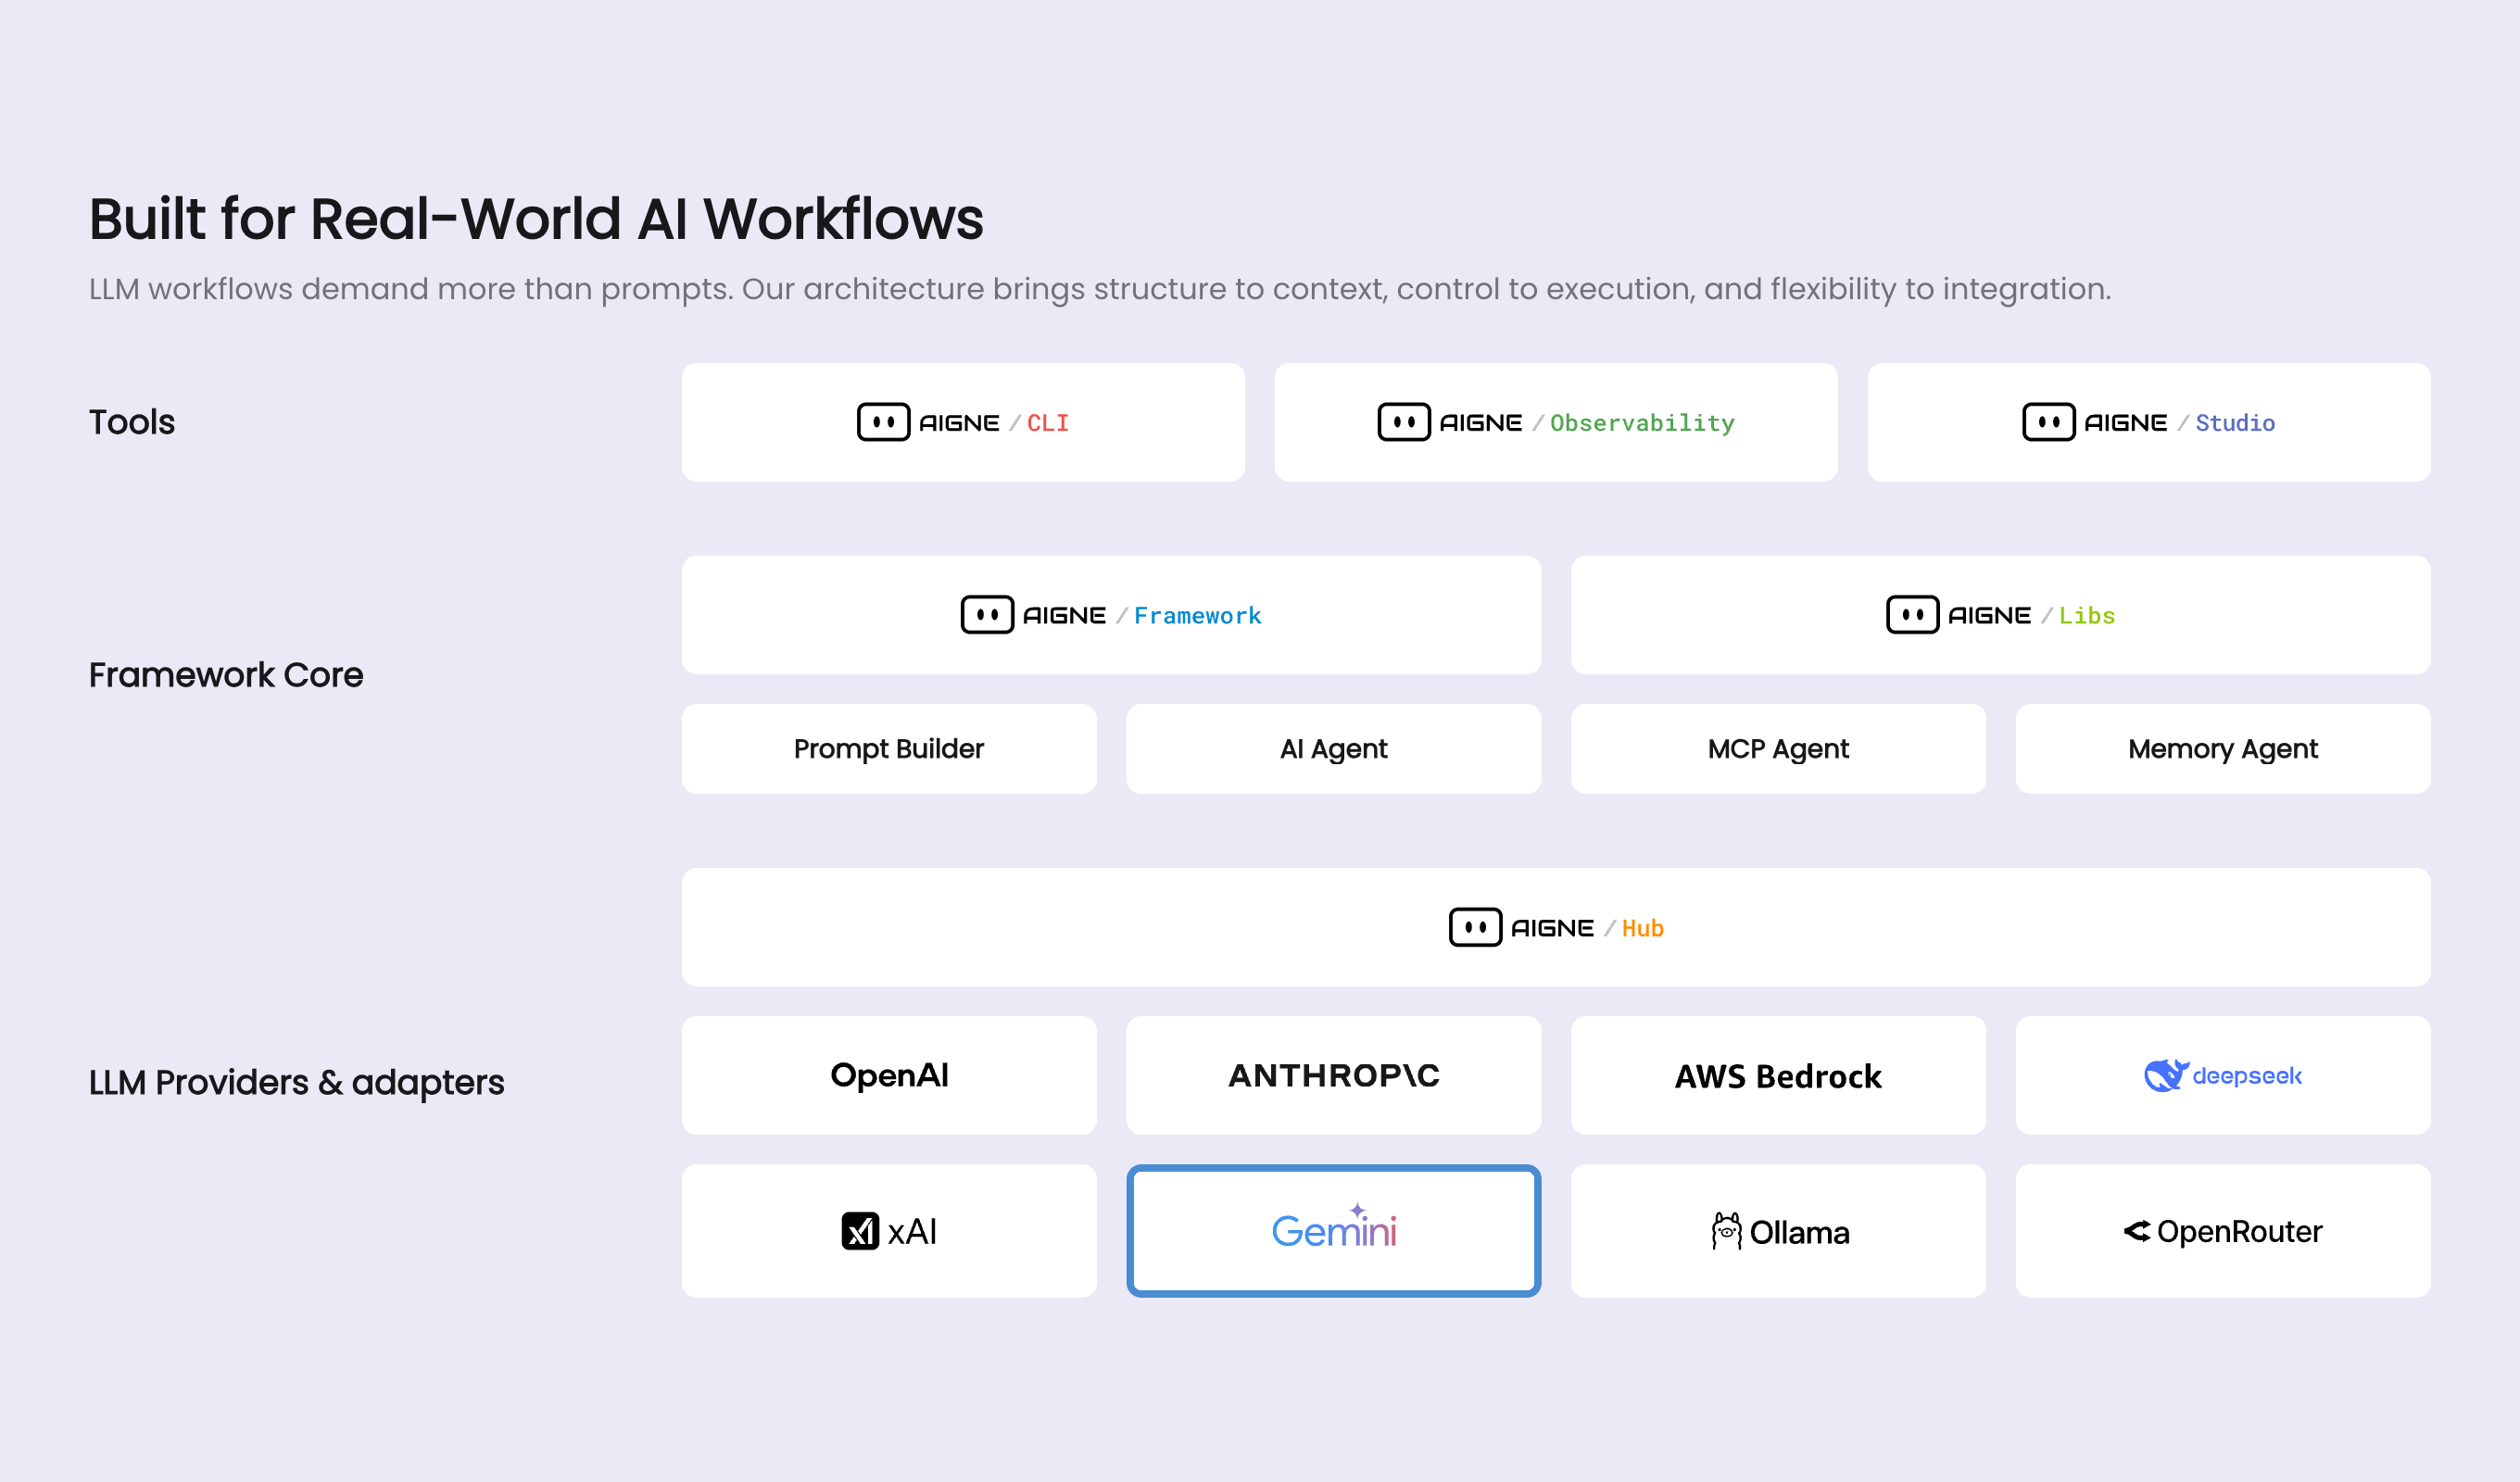 Built for Real-World AI Workflows
LLM workflows demand more than prompts. Our architecture brings structure to context, control to execution, and flexibility to integration.
Tools
AIGNE / CLI
AIGNE / Observability
AIGNE / Studio
Framework Core
AIGNE / Framework
AIGNE / Libs
Prompt Builder
AI Agent
MCP Agent
Memory Agent
LLM Providers & adapters
AIGNE / Hub
OpenAI
ANTHROP\C
AWS Bedrock
deepseek
xAI
Gemini
Ollama
OpenRouter